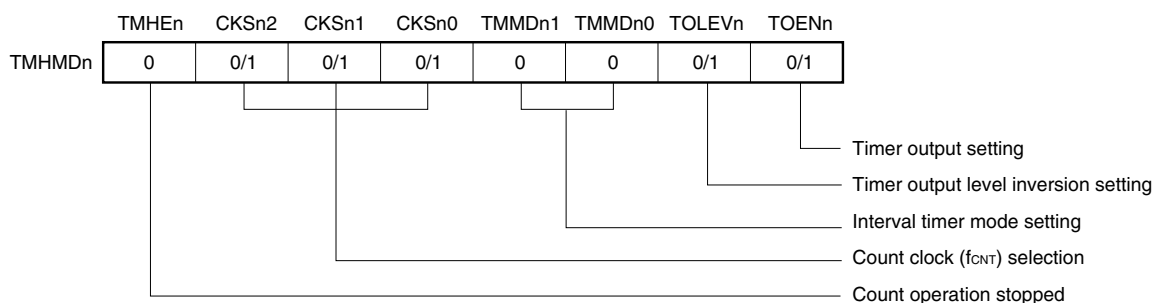 TMHEn CKSn2 CKSn1 CKSn0 TMMDn1 TMMDn0 TOLEVn TOENn
TMHMDn 0 0/1 0/1 0/1 0 0 0/1 0/1
Timer output setting
Timer output level inversion setting
Interval timer mode setting
Count clock (fCNT) selection
Count operation stopped